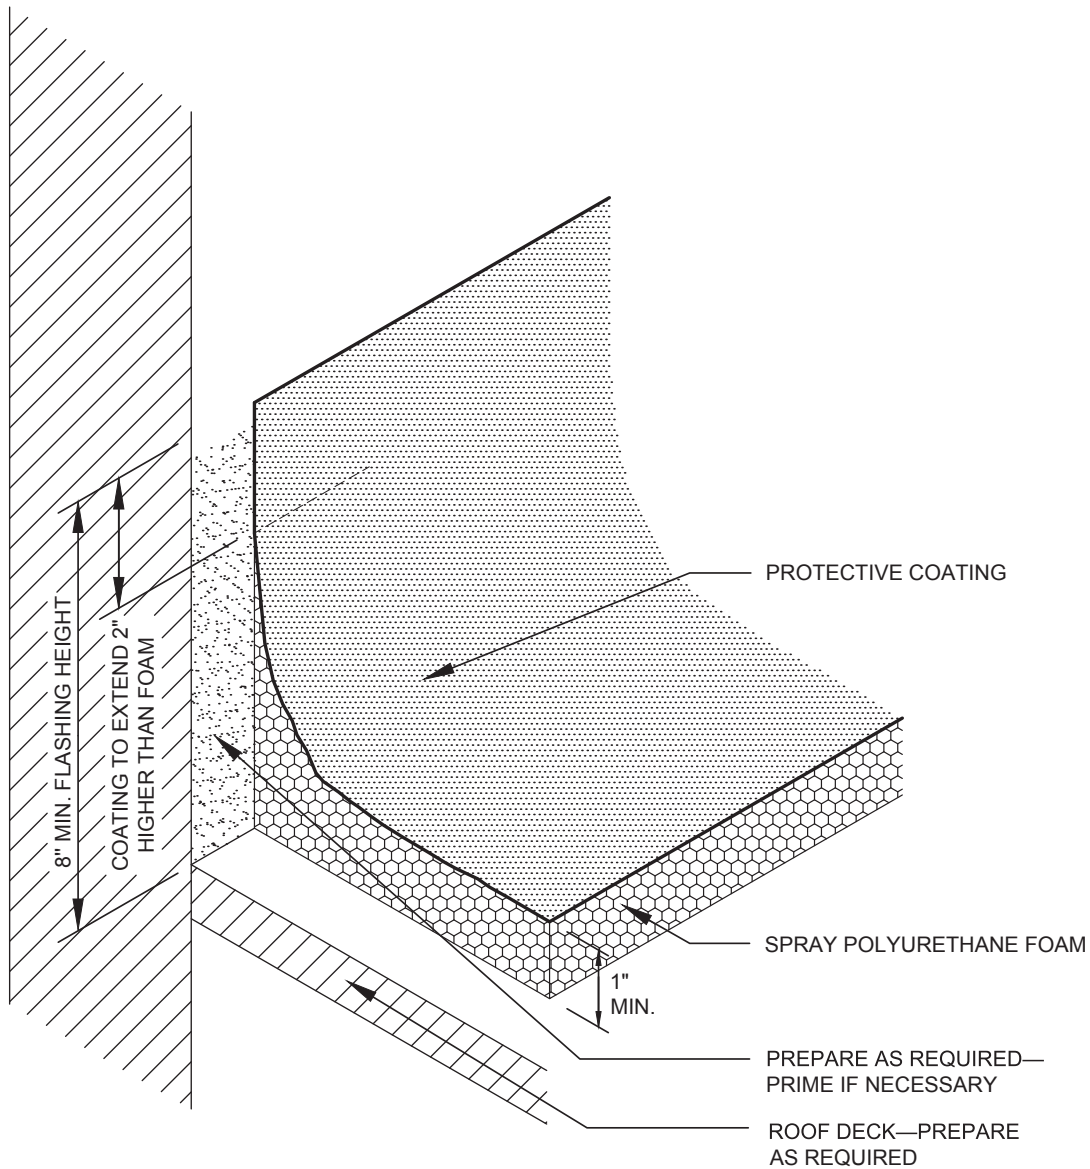 8" MIN. FLASHING HEIGHT
COATING TO EXTEND 2"
HIGHER THAN FOAM
PROTECTIVE COATING
SPRAY POLYURETHANE FOAM
1"
MIN.
PREPARE AS REQUIRED—
PRIME IF NECESSARY
ROOF DECK—PREPARE
AS REQUIRED